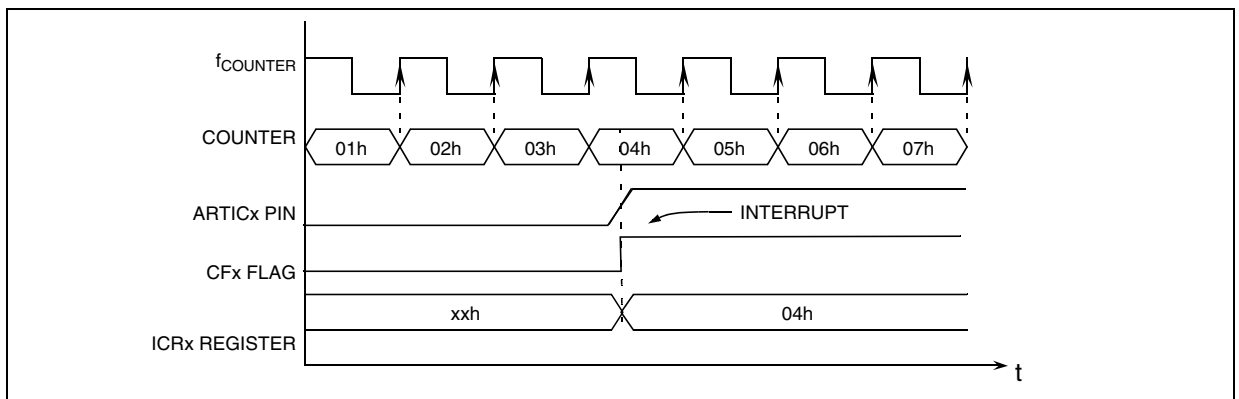 fCOUNTER
COUNTER 01h 02h 03h 04h 05h 06h 07h
ARTICx PIN INTERRUPT
CFx FLAG
xxh 04h
ICRx REGISTER
t